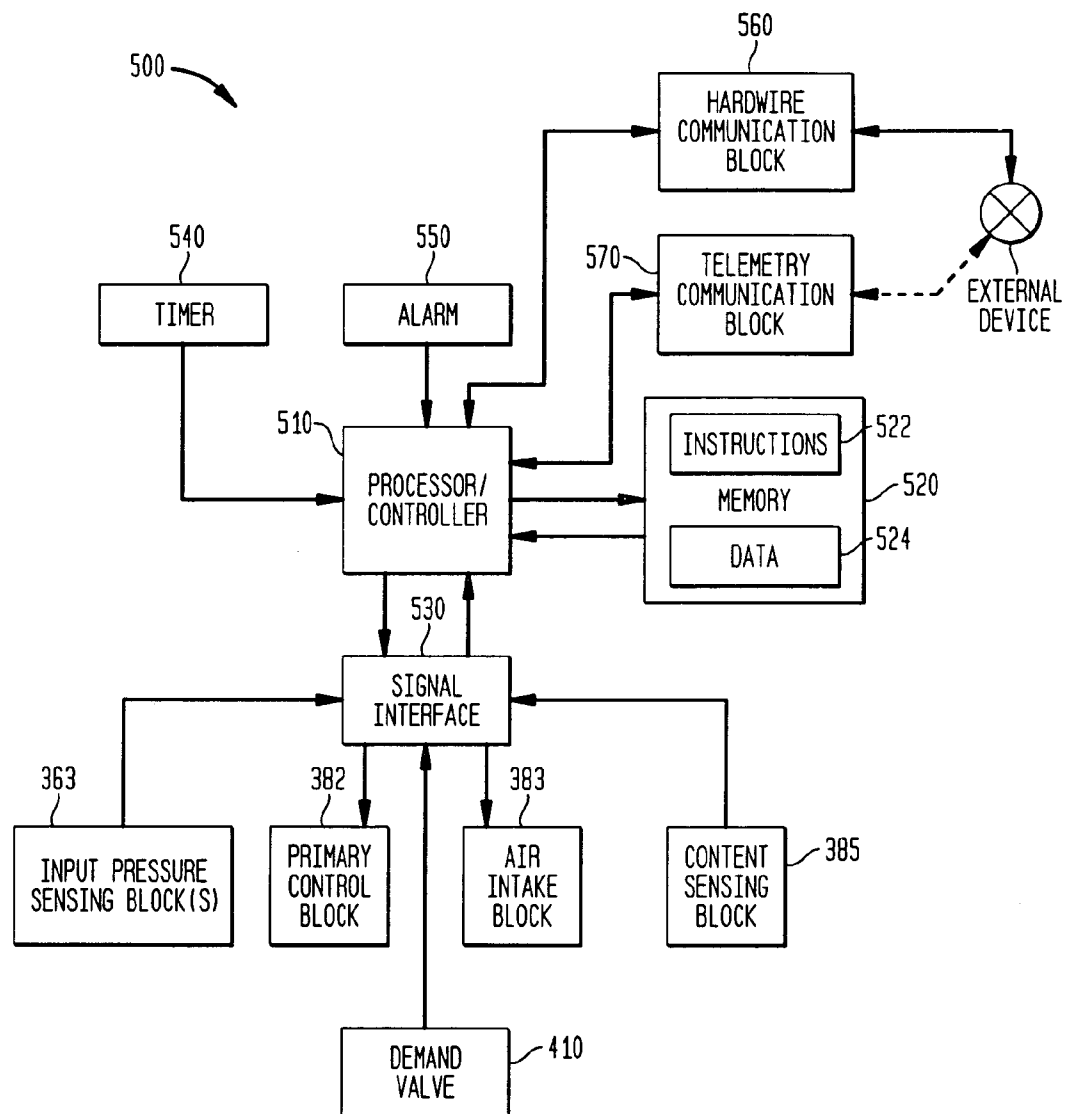 500
560
HARDWIRE
COMMUNICATION
BLOCK
540
TIMER
550
ALARM
570
TELEMETRY
COMMUNICATION
BLOCK
EXTERNAL
DEVICE
510
PROCESSOR/
CONTROLLER
INSTRUCTIONS
522
MEMORY
520
DATA
524
530
SIGNAL
INTERFACE
363
INPUT PRESSURE
SENSING BLOCK(S)
382
PRIMARY
CONTROL
BLOCK
383
AIR
INTAKE
BLOCK
CONTENT
SENSING
BLOCK
385
DEMAND
VALVE
410